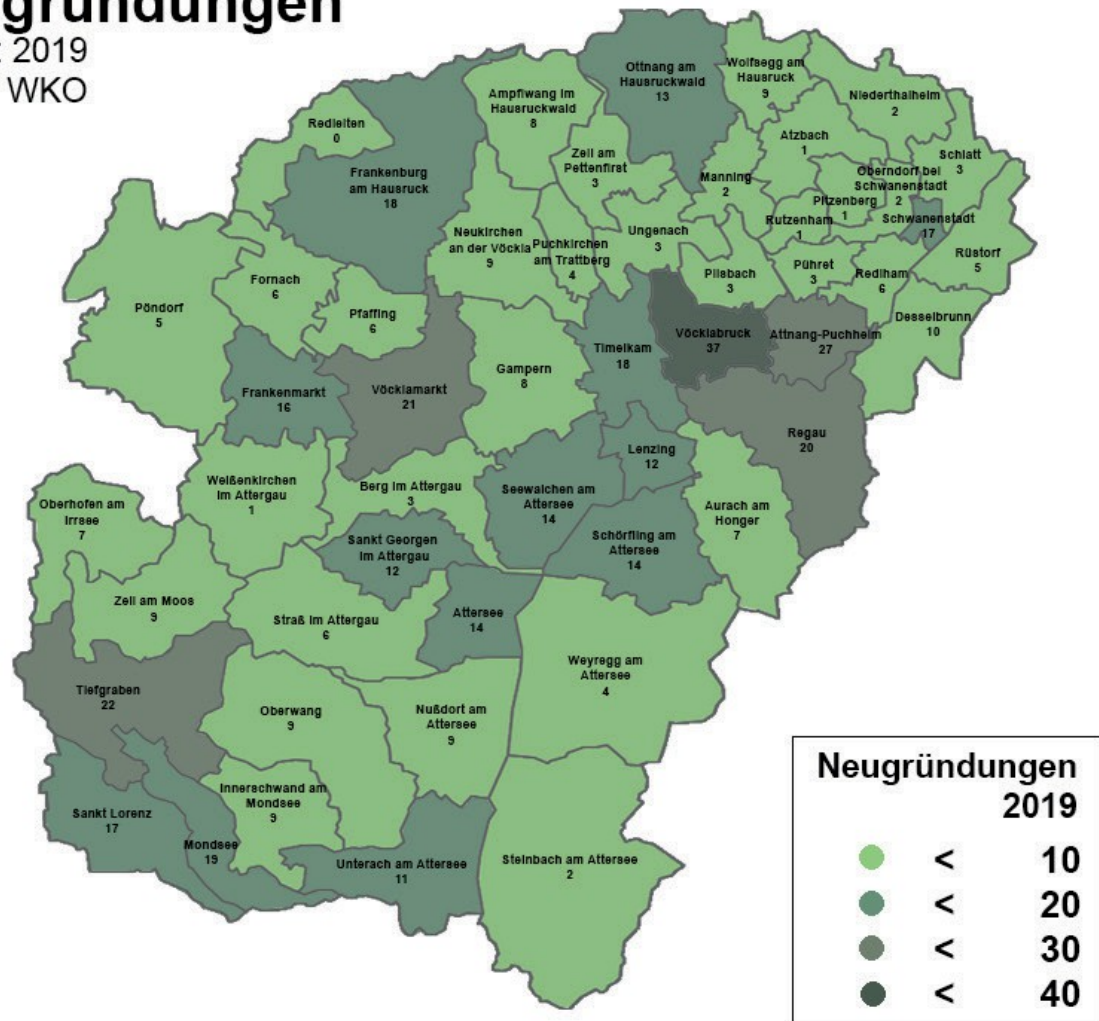 gründungen
t 2019
WKO
Ottnang am
Hausruckwald
13
Wolfsegg am
Hausruck
9
Niederthalheim
2
Ampflwang im
Hausruckwald
8
Redleiten
0
Atzbach
1
Schlatt
3
Zell am
Pettenfirst
3
Frankenburg
am Hausruck
18
Manning
2
Oberndorf bei
Schwanenstadt
2
Pitzenberg
1
Rutzenham
1
Schwanenstadt
17
Neukirchen
an der Vöckla
9
Puchkirchen
am Trattberg
4
Ungenach
3
Rüstorf
5
Pilsbach
3
Pühret
3
Redlham
6
Fornach
6
Pöndorf
5
Pfaffing
6
Desselbrunn
10
Vöcklabruck
37
Attnang-Puchheim
27
Timelkam
18
Gampern
8
Frankenmarkt
16
Vöcklamarkt
21
Regau
20
Lenzing
12
Weißenkirchen
im Attergau
1
Berg im Attergau
3
Seewalchen am
Attersee
14
Oberhofen am
Irrsee
7
Aurach am
Honger
7
Sankt Georgen
im Attergau
12
Schörfling am
Attersee
14
Zell am Moos
9
Straß im Attergau
6
Attersee
14
Weyregg am
Attersee
4
Tiefgraben
22
Oberwang
9
Nußdorf am
Attersee
9
Innerschwand am
Mondsee
9
Sankt Lorenz
17
Mondsee
19
Unterach am Attersee
11
Steinbach am Attersee
2
Neugründungen
2019
< 10
< 20
< 30
< 40